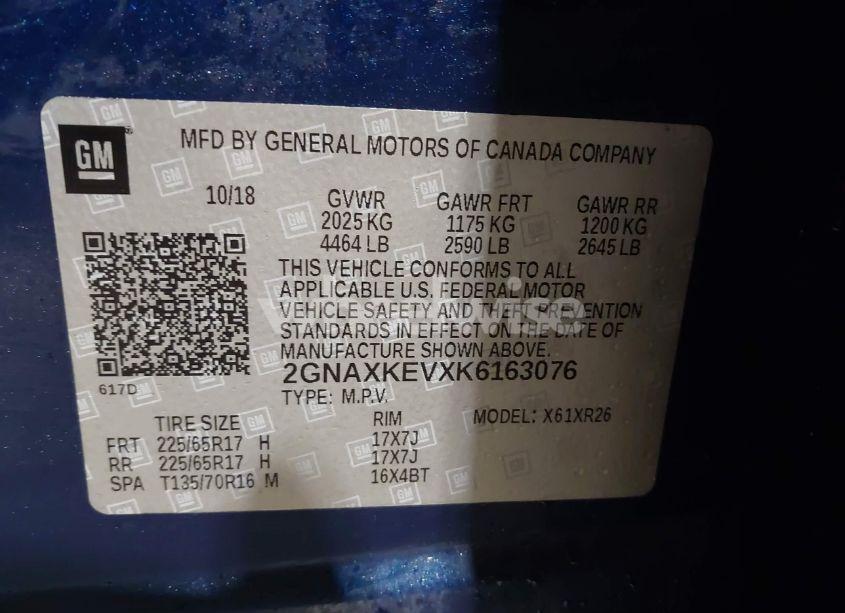 GM
MFD BY GENERAL MOTORS OF CANADA COMPANY
10/18 GVWR GAWR FRT GAWR RR
2025 KG 1175 KG 1200 KG
4464 LB 2590 LB 2645 LB
THIS VEHICLE CONFORMS TO ALL
APPLICABLE U.S. FEDERAL MOTOR
VEHICLE SAFETY AND THEFT PREVENTION
STANDARDS IN EFFECT ON THE DATE OF
MANUFACTURE SHOWN ABOVE.
617D
2GNAXKEVXK6163076
TYPE: M.P.V.
MODEL: X61XR26
TIRE SIZE RIM
FRT 225/65R17 H 17X7J
RR 225/65R17 H 17X7J
SPA T135/70R16 M 16X4BT